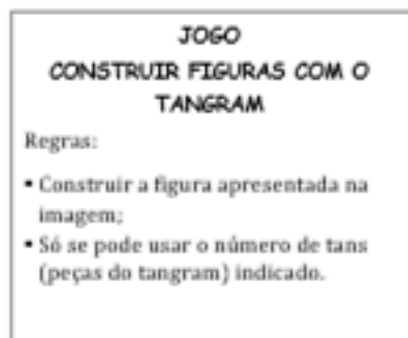 JOGO
CONSTRUIR FIGURAS COM O
TANGRAM
Regras:
▪ Construir a figura apresentada na
imagem;
▪ Só se pode usar o número de tans
(peças do tangram) indicado.